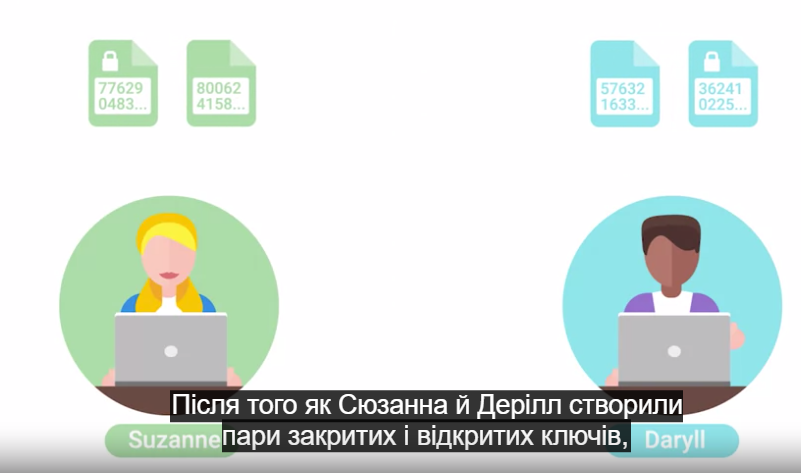 77629
0483...
80062
4158...
57632
1633...
36241
0225...
Після того як Сюзанна й Дерілл створили
пари закритих і відкритих ключів,
Suzanne
Daryll